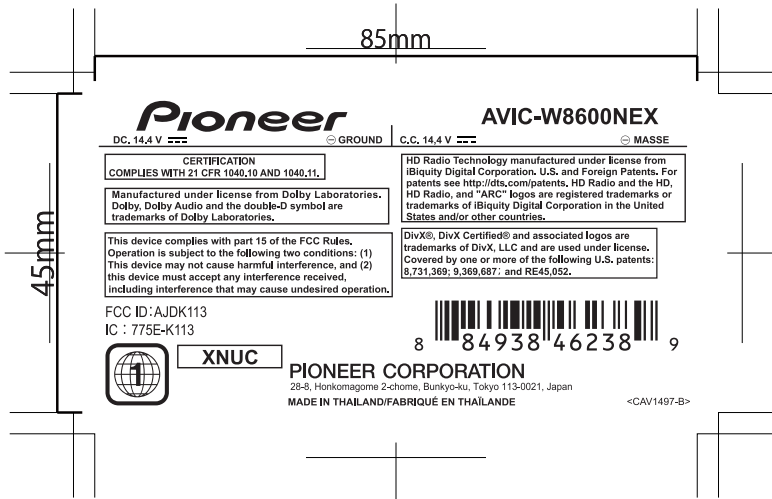 85mm
45mm
Pioneer
AVIC-W8600NEX
DC. 14.4 V
GROUND
C.C. 14,4 V
MASSE
CERTIFICATION
COMPLIES WITH 21 CFR 1040.10 AND 1040.11.
Manufactured under license from Dolby Laboratories.
Dolby, Dolby Audio and the double-D symbol are
trademarks of Dolby Laboratories.
This device complies with part 15 of the FCC Rules.
Operation is subject to the following two conditions: (1)
This device may not cause harmful interference, and (2)
this device must accept any interference received,
including interference that may cause undesired operation.
HD Radio Technology manufactured under license from
iBiquity Digital Corporation. U.S. and Foreign Patents. For
patents see http://dts.com/patents. HD Radio and the HD,
HD Radio, and "ARC" logos are registered trademarks or
trademarks of iBiquity Digital Corporation in the United
States and/or other countries.
DivX®, DivX Certified® and associated logos are
trademarks of DivX, LLC and are used under license.
Covered by one or more of the following U.S. patents:
8,731,369; 9,369,687; and RE45,052.
FCC ID:AJDK113
IC : 775E-K113
1
XNUC
8 84938 46238 9
PIONEER CORPORATION
28-8, Honkomagome 2-chome, Bunkyo-ku, Tokyo 113-0021, Japan
MADE IN THAILAND/FABRIQUÉ EN THAÏLANDE
<CAV1497-B>